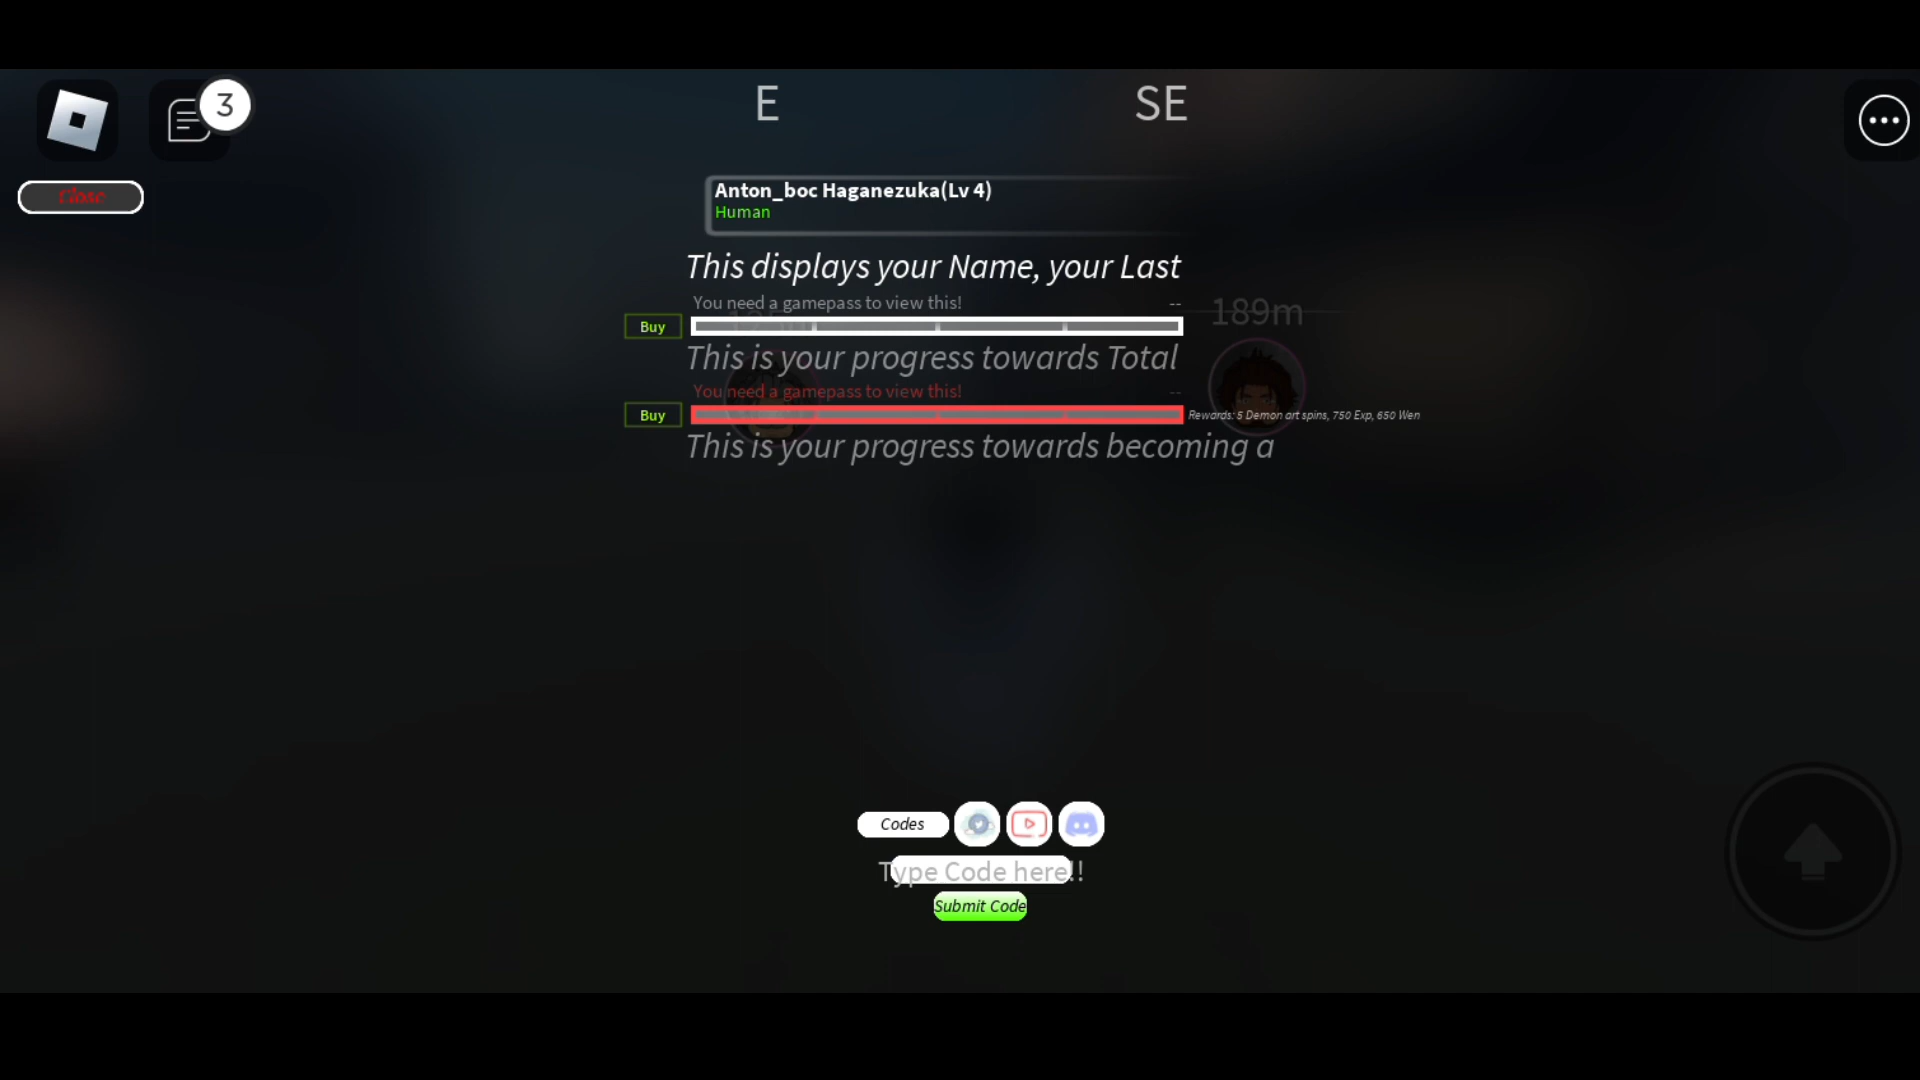 3
E
SE
Close
Anton_boc Haganezuka(Lv 4)
Human
This displays your Name, your Last
You need a gamepass to view this!
--
189m
Buy
This is your progress towards Total
You need a gamepass to view this!
--
Buy
Rewards: 5 Demon art spins, 750 Exp, 650 Wen
This is your progress towards becoming a
Codes
Type Code here!!
Submit Code